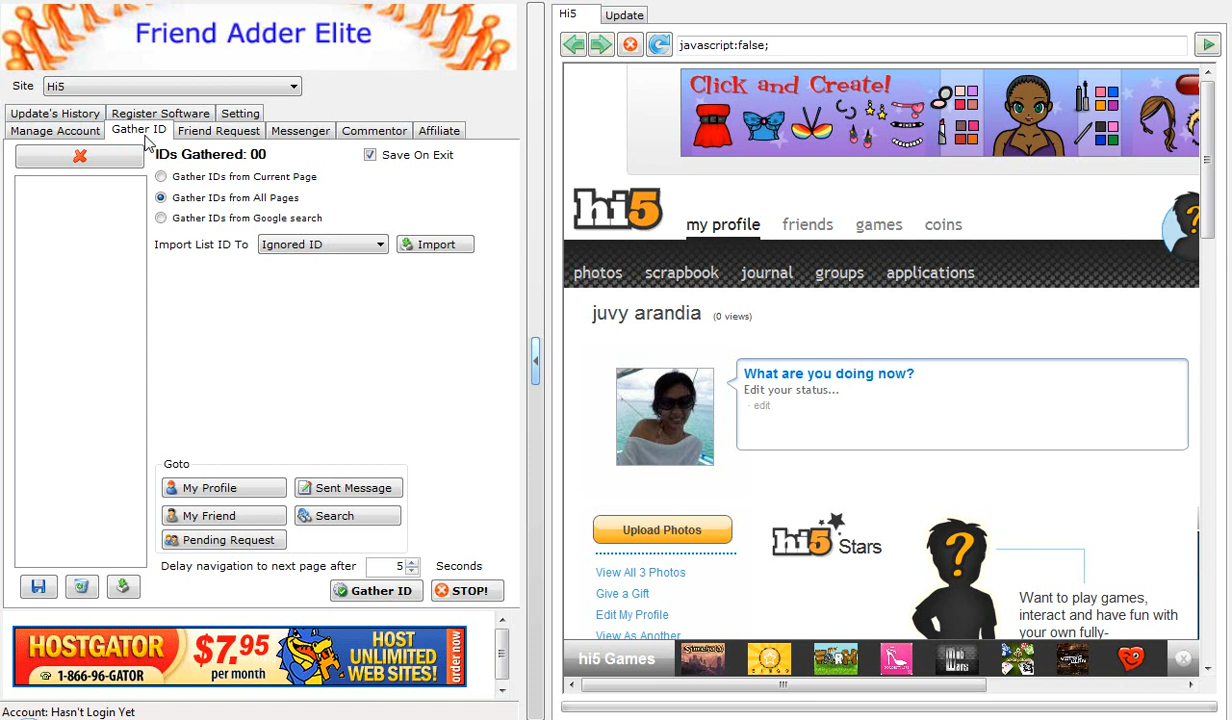 Friend Adder Elite
Site Hi5
Update's History Register Software Setting
Manage Account Gather ID Friend Request Messenger Commentor Affiliate
IDs Gathered: 00 Save On Exit
Gather IDs from Current Page
Gather IDs from All Pages
Gather IDs from Google search
Import List ID To Ignored ID Import
Goto
My Profile Sent Message
My Friend Search
Pending Request
Delay navigation to next page after 5 Seconds
Gather ID STOP!
HOSTGATOR
1-866-96-GATOR
$7.95
per month
HOST
UNLIMITED
WEB SITES!
order now
Account: Hasn't Login Yet
Hi5 Update
javascript:false;
Click and Create!
hi5 my profile friends games coins
photos scrapbook journal groups applications
juvy arandia (0 views)
What are you doing now?
Edit your status...
· edit
Upload Photos
hi5 Stars
View All 3 Photos
Give a Gift
Edit My Profile
View As Another
Want to play games,
interact and have fun with
your own fully-
hi5 Games